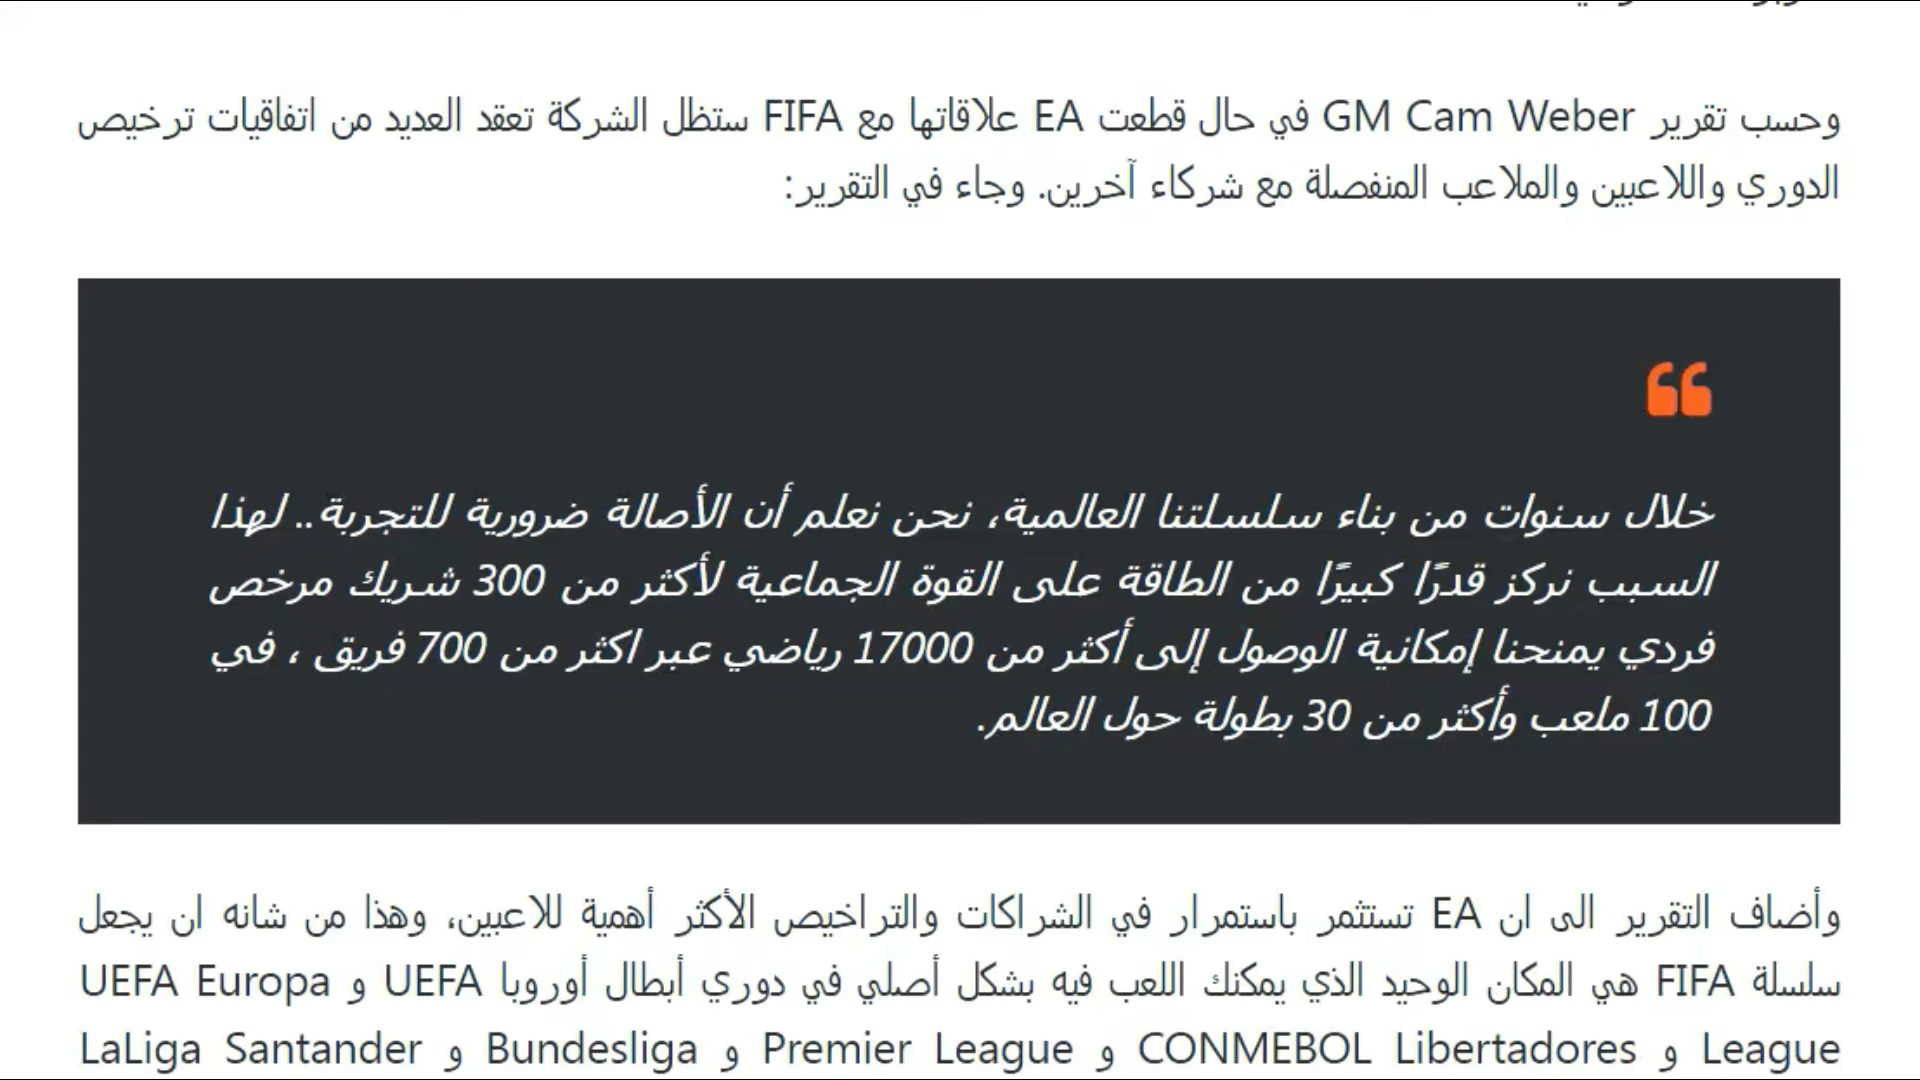 وحسب تقرير GM Cam Weber في حال قطعت EA علاقاتها مع FIFA ستظل الشركة تعقد العديد من اتفاقيات ترخيص
الدوري واللاعبين والملاعب المنفصلة مع شركاء آخرين. وجاء في التقرير:
خلال سنوات من بناء سلسلتنا العالمية، نحن نعلم أن الأصالة ضرورية للتجربة.. لهذا
السبب نركز قدرًا كبيرًا من الطاقة على القوة الجماعية لأكثر من 300 شريك مرخص
فردي يمنحنا إمكانية الوصول إلى أكثر من 17000 رياضي عبر اكثر من 700 فريق ، في
100 ملعب وأكثر من 30 بطولة حول العالم.
وأضاف التقرير الى ان EA تستثمر باستمرار في الشراكات والتراخيص الأكثر أهمية للاعبين، وهذا من شانه ان يجعل
سلسلة FIFA هي المكان الوحيد الذي يمكنك اللعب فيه بشكل أصلي في دوري أبطال أوروبا UEFA و UEFA Europa
League و CONMEBOL Libertadores و Premier League و Bundesliga و LaLiga Santander